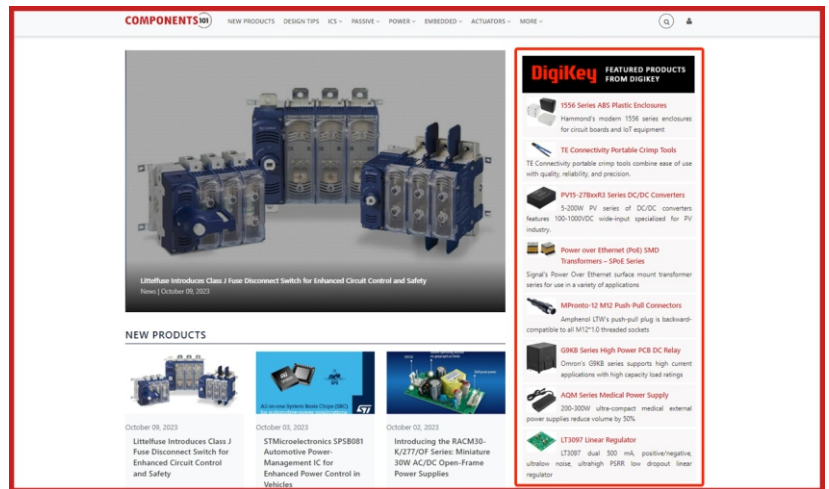 COMPONENTS101
NEW PRODUCTS DESIGN TIPS ICS PASSIVE POWER EMBEDDED ACTUATORS MORE
Littelfuse Introduces Class J Fuse Disconnect Switch for Enhanced Circuit Control and Safety
News | October 09, 2023
NEW PRODUCTS
October 09, 2023
Littelfuse Introduces Class J
Fuse Disconnect Switch for
Enhanced Circuit Control
and Safety
October 03, 2023
STMicroelectronics SPSB081
Automotive Power-
Management IC for
Enhanced Power Control in
Vehicles
October 02, 2023
Introducing the RACM30-
K/277/OF Series: Miniature
30W AC/DC Open-Frame
Power Supplies
DigiKey
FEATURED PRODUCTS
FROM DIGIKEY
1556 Series ABS Plastic Enclosures
Hammond's modern 1556 series enclosures
for circuit boards and IoT equipment
TE Connectivity Portable Crimp Tools
TE Connectivity portable crimp tools combine ease of use
with quality, reliability, and precision.
PV15-27BxxR3 Series DC/DC Converters
5-200W PV series of DC/DC converters
features 100-1000VDC wide-input specialized for PV
industry.
Power over Ethernet (PoE) SMD
Transformers – SPoE Series
Signal's Power Over Ethernet surface mount transformer
series for use in a variety of applications
MPronto-12 M12 Push-Pull Connectors
Amphenol LTW's push-pull plug is backward-
compatible to all M12*1.0 threaded sockets
G9KB Series High Power PCB DC Relay
Omron's G9KB series supports high current
applications with high capacity load ratings
AQM Series Medical Power Supply
200-300W ultra-compact medical external
power supplies reduce volume by 50%
LT3097 Linear Regulator
LT3097 dual 500 mA, positive/negative,
ultralow noise, ultrahigh PSRR low dropout linear
regulator